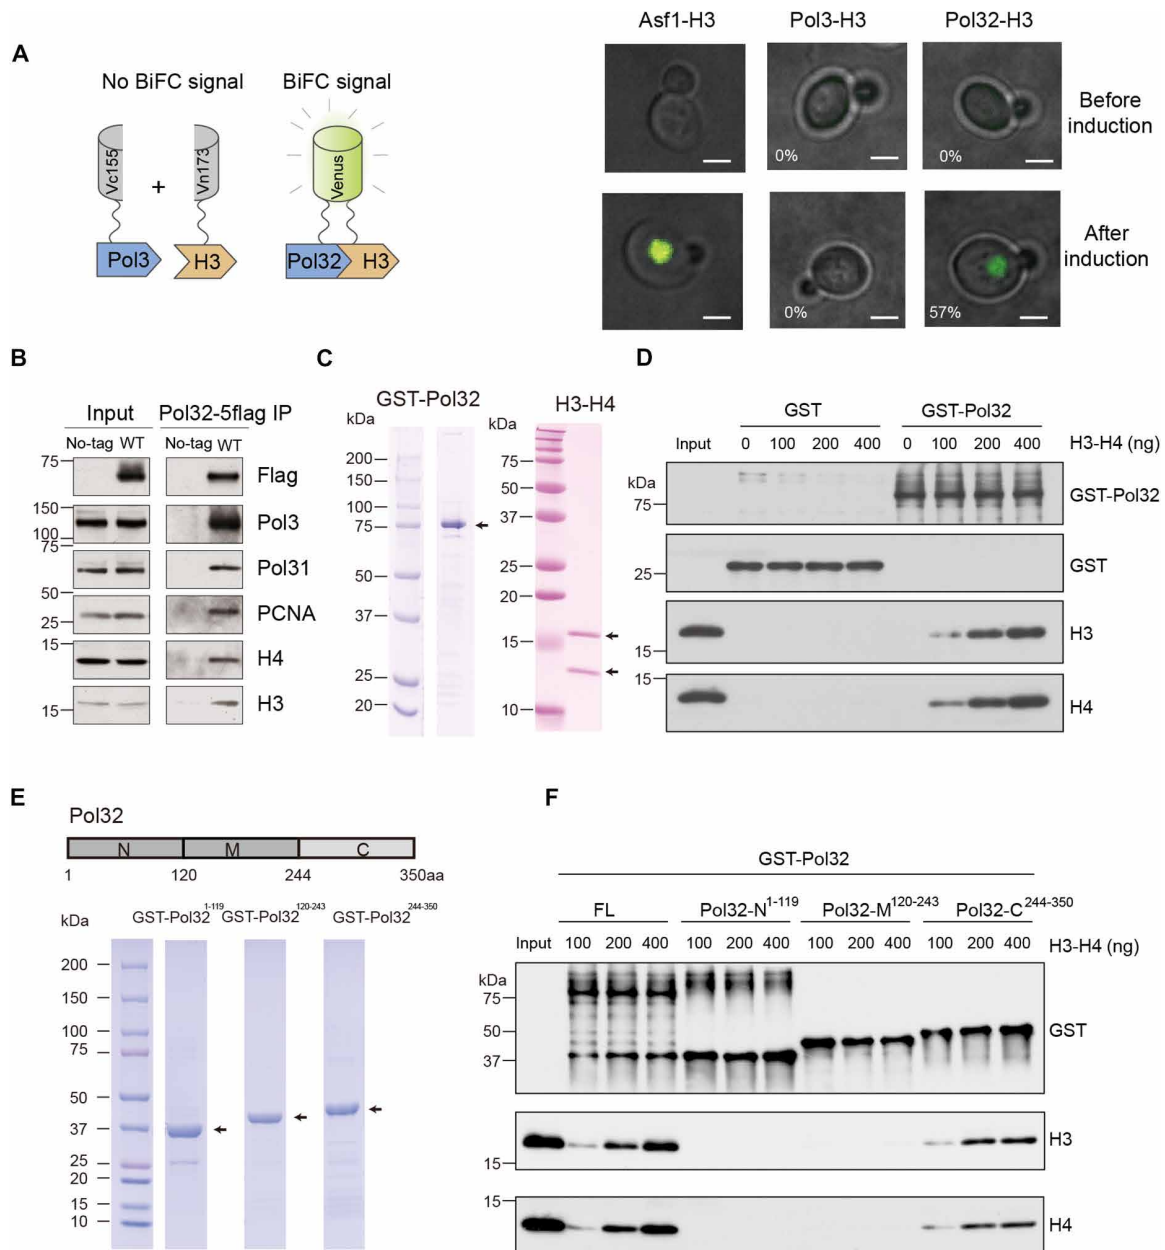 A
No BiFC signal
BiFC signal
Vc155
+
Vn173
Venus
Pol3
H3
Pol32
H3
Asf1-H3
Pol3-H3
Pol32-H3
0%
0%
Before
induction
0%
57%
After
induction
B
Input
Pol32-5flag IP
No-tag WT
No-tag WT
75
Flag
150
100
Pol3
75
Pol31
50
25
PCNA
15
H4
15
H3
C
GST-Pol32
kDa
200
150
100
75
50
37
25
20
H3-H4
kDa
75
50
37
25
20
15
10
D
GST
GST-Pol32
Input
0 100 200 400
0 100 200 400
H3-H4 (ng)
kDa
75
GST-Pol32
25
GST
15
H3
15
H4
E
Pol32
N M C
1 120 244 350aa
kDa
GST-Pol32 1-119
GST-Pol32 120-243
GST-Pol32 244-350
200
150
100
75
50
37
25
20
15
10
F
GST-Pol32
FL
Pol32-N 1-119
Pol32-M 120-243
Pol32-C 244-350
Input 100 200 400 100 200 400 100 200 400 100 200 400 H3-H4 (ng)
kDa
75
50
37
GST
15
H3
15
H4